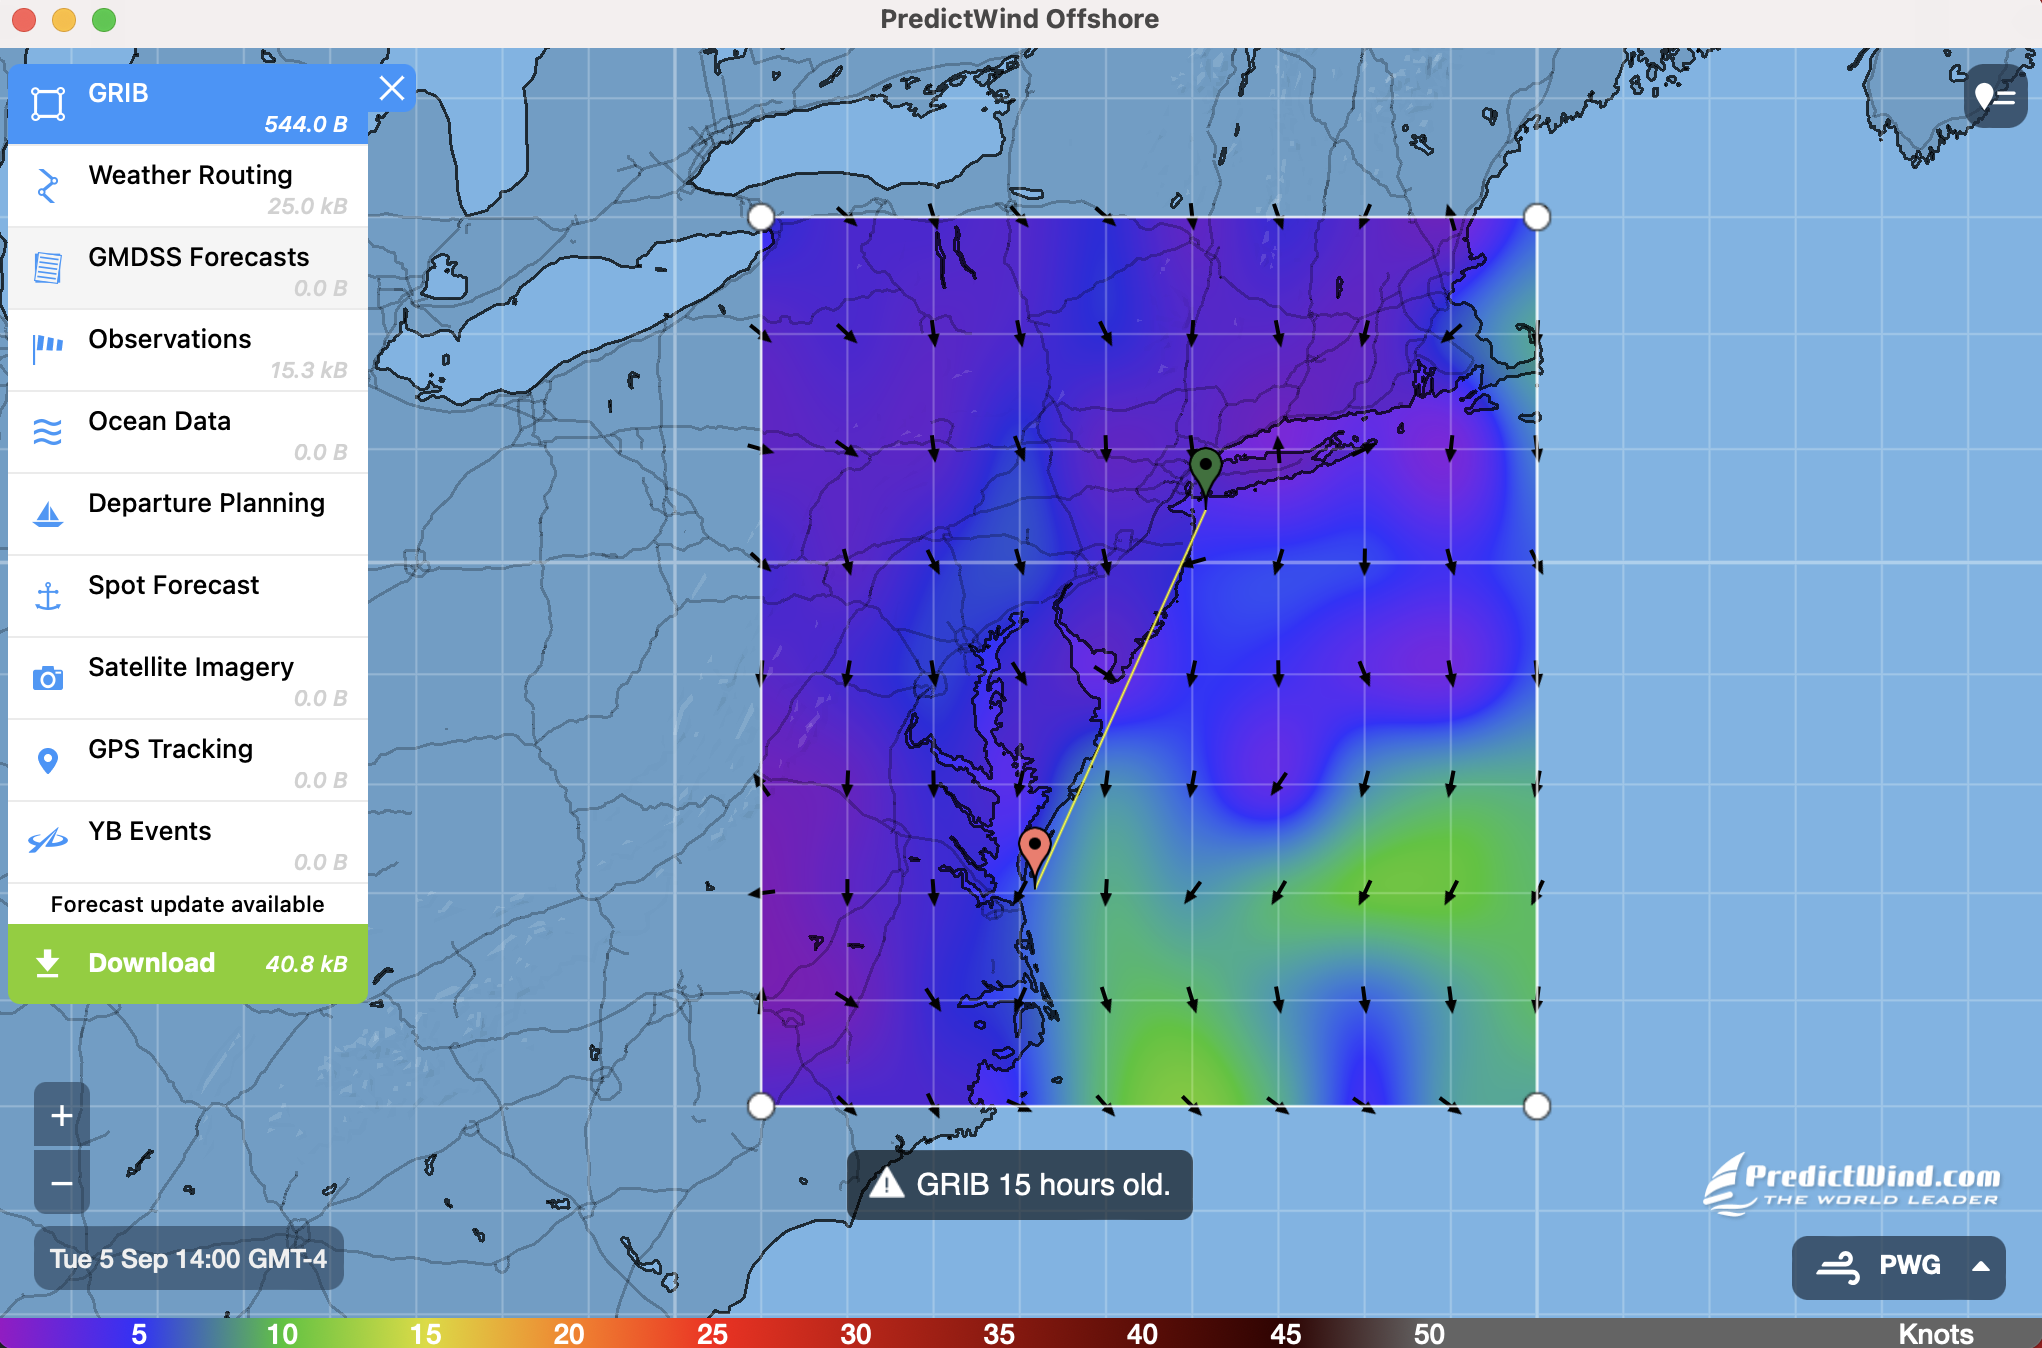 PredictWind Offshore
GRIB
544.0 B
Weather Routing
25.0 kB
GMDSS Forecasts
0.0 B
Observations
15.3 kB
Ocean Data
0.0 B
Departure Planning
Spot Forecast
Satellite Imagery
0.0 B
GPS Tracking
0.0 B
YB Events
0.0 B
Forecast update available
Download 40.8 kB
+
−
GRIB 15 hours old.
PredictWind.com
THE WORLD LEADER
Tue 5 Sep 14:00 GMT-4
PWG
5 10 15 20 25 30 35 40 45 50 Knots